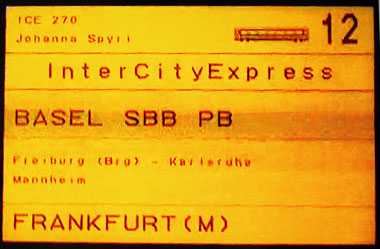 ICE 270
Johanna Spyri
12
InterCityExpress
BASEL SBB PB
Freiburg (Brg) - Karlsruhe
Mannheim
FRANKFURT(M)